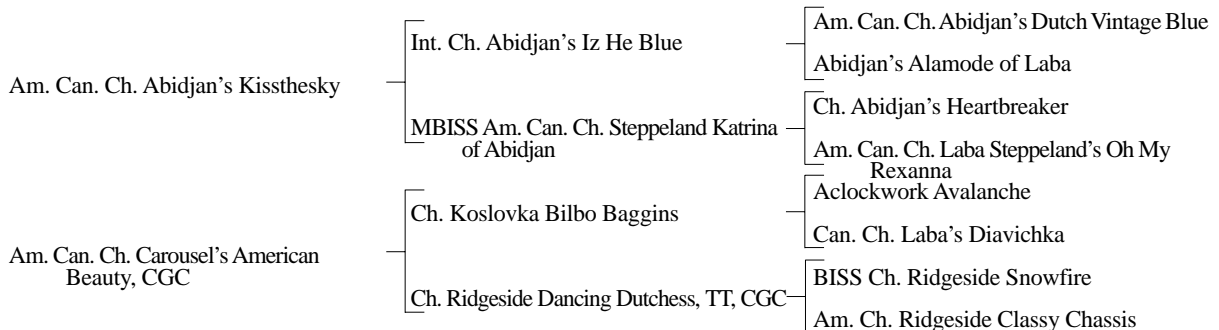 Am. Can. Ch. Abidjan’s Kissthesky
Int. Ch. Abidjan’s Iz He Blue
Am. Can. Ch. Abidjan’s Dutch Vintage Blue
Abidjan’s Alamode of Laba
MBISS Am. Can. Ch. Steppeland Katrina
of Abidjan
Ch. Abidjan’s Heartbreaker
Am. Can. Ch. Laba Steppeland’s Oh My
Rexanna
Am. Can. Ch. Carousel’s American
Beauty, CGC
Ch. Koslovka Bilbo Baggins
Aclockwork Avalanche
Can. Ch. Laba’s Diavichka
Ch. Ridgeside Dancing Dutchess, TT, CGC
BISS Ch. Ridgeside Snowfire
Am. Ch. Ridgeside Classy Chassis